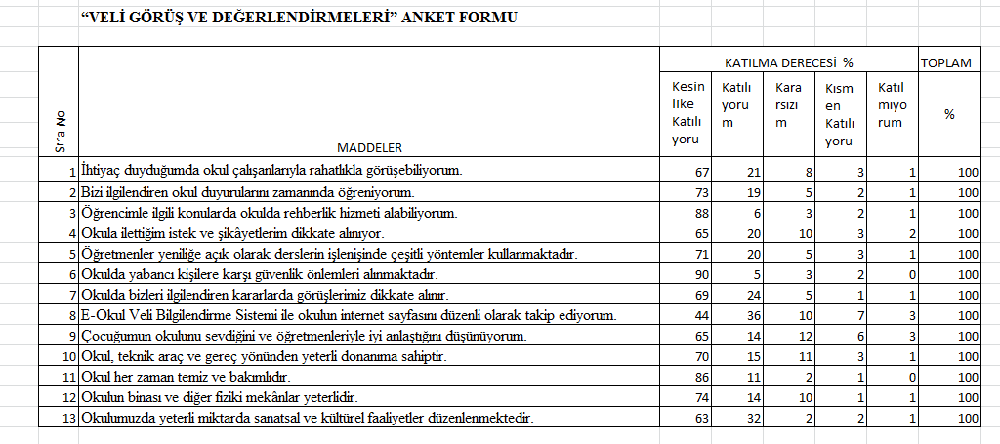 “VELİ GÖRÜŞ VE DEĞERLENDİRMELERİ” ANKET FORMU
KATILMA DERECESİ % TOPLAM
Sıra No MADDELER Kesinlikle Katılıyoru Katılıyorum Kararsızım Kısmen Katılıyoru Katılmıyorum %
1 İhtiyaç duyduğumda okul çalışanlarıyla rahatlıkla görüşebiliyorum. 67 21 8 3 1 100
2 Bizi ilgilendiren okul duyurularını zamanında öğreniyorum. 73 19 5 2 1 100
3 Öğrencimle ilgili konularda okulda rehberlik hizmeti alabiliyorum. 88 6 3 2 1 100
4 Okula ilettiğim istek ve şikâyetlerim dikkate alınıyor. 65 20 10 3 2 100
5 Öğretmenler yeniliğe açık olarak derslerin işlenişinde çeşitli yöntemler kullanmaktadır. 71 20 5 3 1 100
6 Okulda yabancı kişilere karşı güvenlik önlemleri alınmaktadır. 90 5 3 2 0 100
7 Okulda bizleri ilgilendiren kararlarda görüşlerimiz dikkate alınır. 69 24 5 1 1 100
8 E-Okul Veli Bilgilendirme Sistemi ile okulun internet sayfasını düzenli olarak takip ediyorum. 44 36 10 7 3 100
9 Çocuğumun okulunu sevdiğini ve öğretmenleriyle iyi anlaştığını düşünüyorum. 65 14 12 6 3 100
10 Okul, teknik araç ve gereç yönünden yeterli donanıma sahiptir. 70 15 11 3 1 100
11 Okul her zaman temiz ve bakımlıdır. 86 11 2 1 0 100
12 Okulun binası ve diğer fiziki mekânlar yeterlidir. 74 14 10 1 1 100
13 Okulumuzda yeterli miktarda sanatsal ve kültürel faaliyetler düzenlenmektedir. 63 32 2 2 1 100